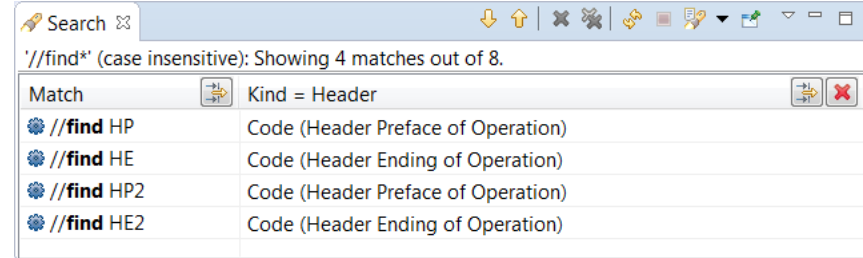 Search
'//find*' (case insensitive): Showing 4 matches out of 8.
Match Kind = Header
//find HP Code (Header Preface of Operation)
//find HE Code (Header Ending of Operation)
//find HP2 Code (Header Preface of Operation)
//find HE2 Code (Header Ending of Operation)